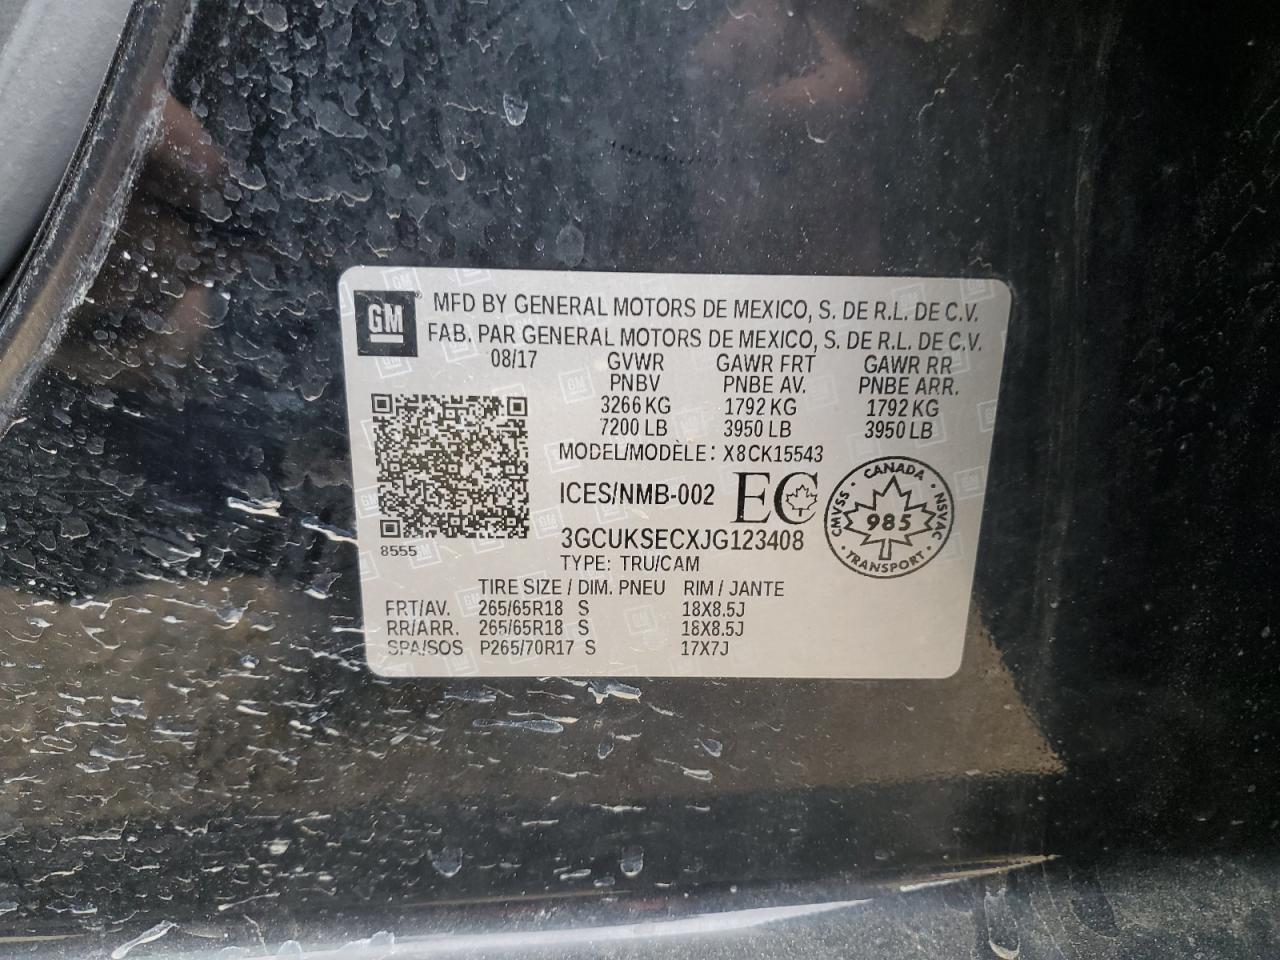 GM
MFD BY GENERAL MOTORS DE MEXICO, S. DE R.L. DE C.V.
FAB. PAR GENERAL MOTORS DE MEXICO, S. DE R.L. DE C.V.
08/17 GVWR GAWR FRT GAWR RR
PNBV PNBE AV. PNBE ARR.
3266 KG 1792 KG 1792 KG
7200 LB 3950 LB 3950 LB
MODEL/MODÈLE: X8CK15543
ICES/NMB-002 EC
CANADA CMVSS NSVAC 985 TRANSPORT
3GCUKSECXJG123408
8555
TYPE: TRU/CAM
TIRE SIZE / DIM. PNEU RIM / JANTE
FRT/AV. 265/65R18 S 18X8.5J
RR/ARR. 265/65R18 S 18X8.5J
SPA/SOS P265/70R17 S 17X7J